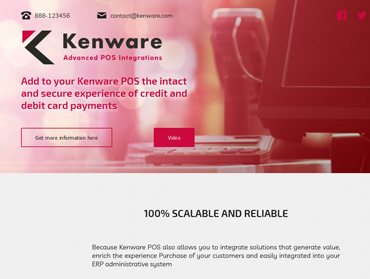 888-123456
contact@kenware.com
Kenware
Advanced POS Integrations
Add to your Kenware POS the intact
and secure experience of credit and
debit card payments
Get more information here
Video
100% SCALABLE AND RELIABLE
Because Kenware POS also allows you to integrate solutions that generate value,
enrich the experience Purchase of your customers and easily integrated into your
ERP administrative system